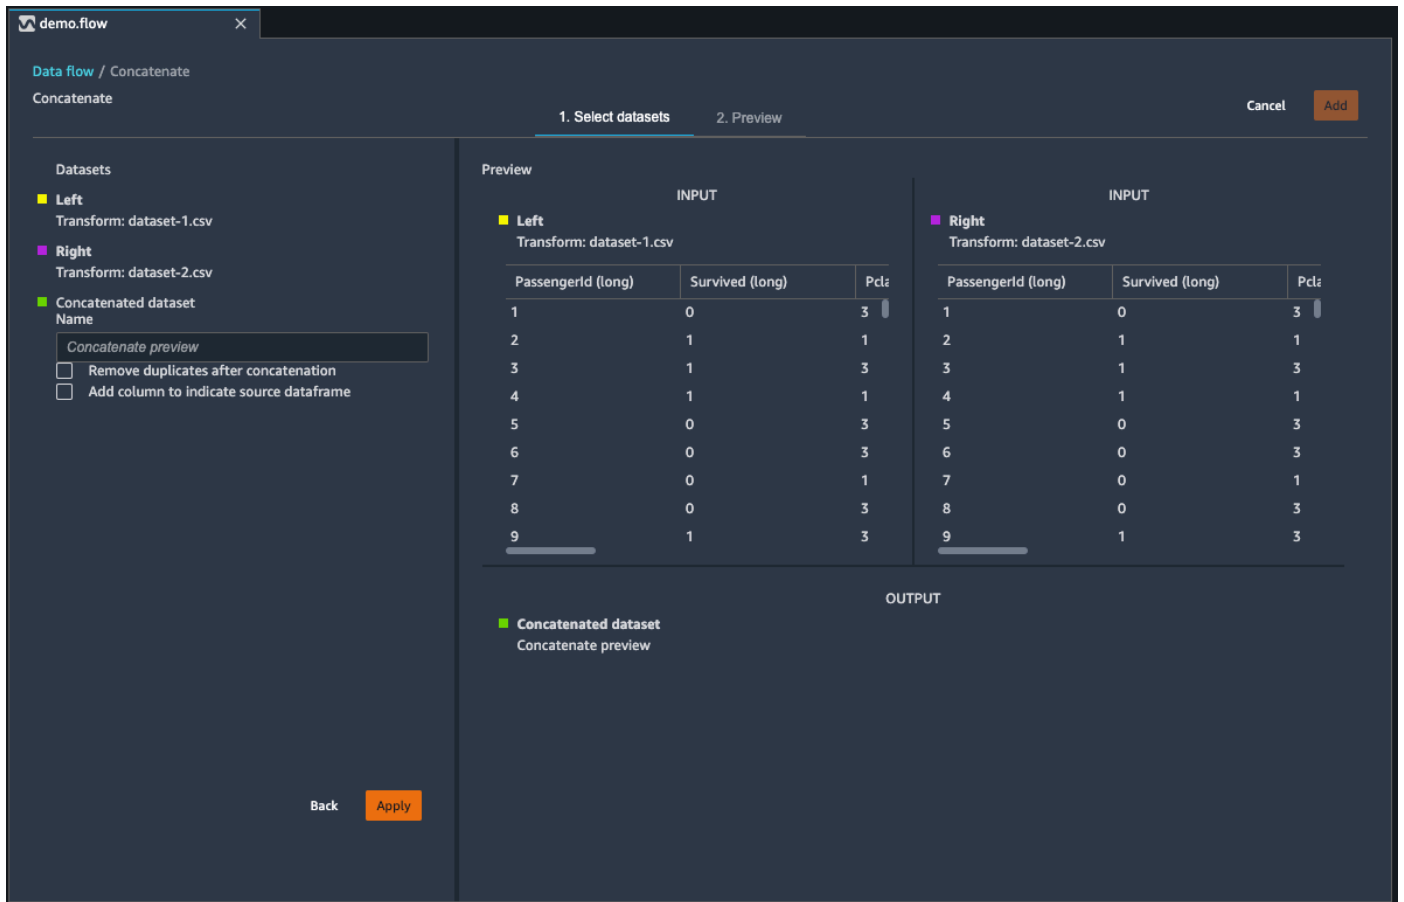 demo.flow
Data flow / Concatenate
Concatenate
1. Select datasets
2. Preview
Cancel
Add
Datasets
Left
Transform: dataset-1.csv
Right
Transform: dataset-2.csv
Concatenated dataset
Name
Concatenate preview
Remove duplicates after concatenation
Add column to indicate source dataframe
Back
Apply
Preview
INPUT
Left
Transform: dataset-1.csv
PassengerId (long) Survived (long) Pcla
1 0 3
2 1 1
3 1 3
4 1 1
5 0 3
6 0 3
7 0 1
8 0 3
9 1 3
INPUT
Right
Transform: dataset-2.csv
PassengerId (long) Survived (long) Pcla
1 0 3
2 1 1
3 1 3
4 1 1
5 0 3
6 0 3
7 0 1
8 0 3
9 1 3
OUTPUT
Concatenated dataset
Concatenate preview